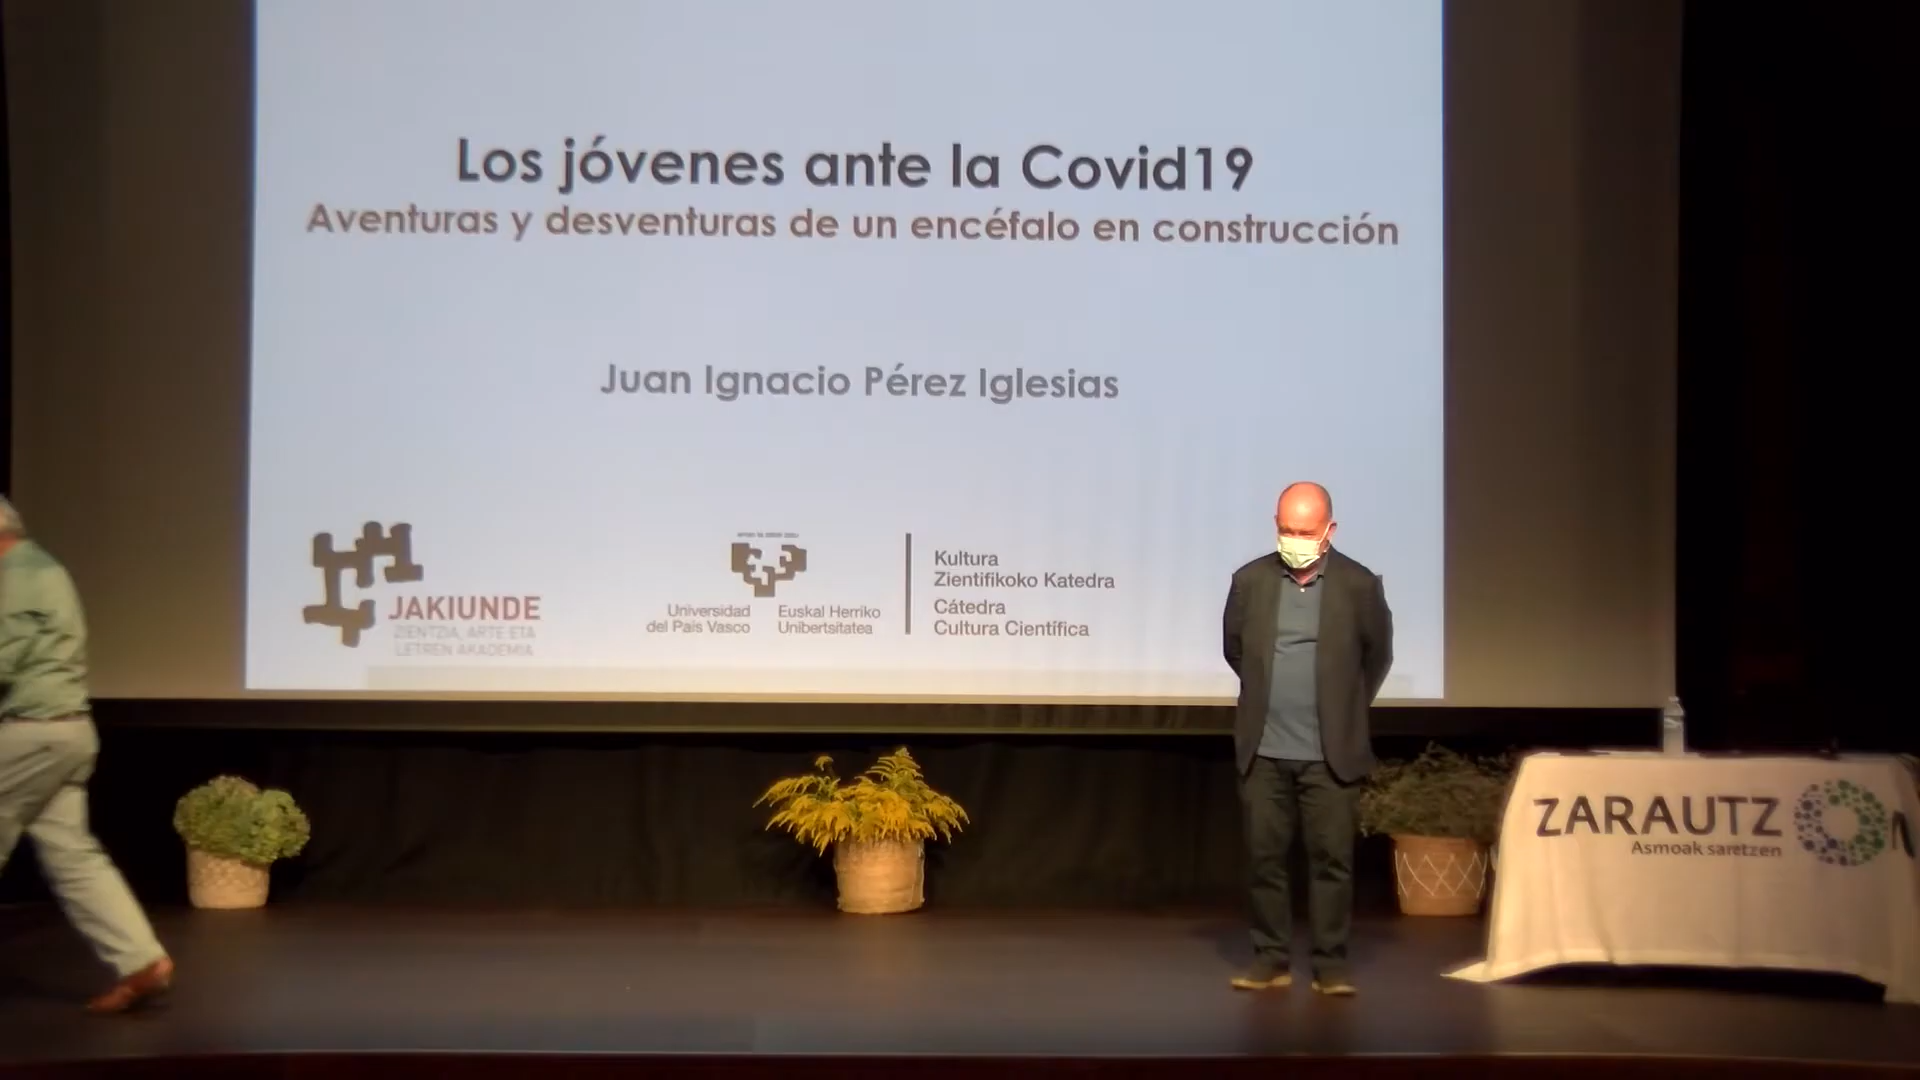 Los jóvenes ante la Covid19
Aventuras y desventuras de un encéfalo en construcción
Juan Ignacio Pérez Iglesias
JAKIUNDE
ZIENTZIA, ARTE ETA
LETREN AKADEMIA
Universidad
del País Vasco
Euskal Herriko
Unibertsitatea
Kultura
Zientifikoko Katedra
Cátedra
Cultura Científica
ZARAUTZ
Asmoak saretzen